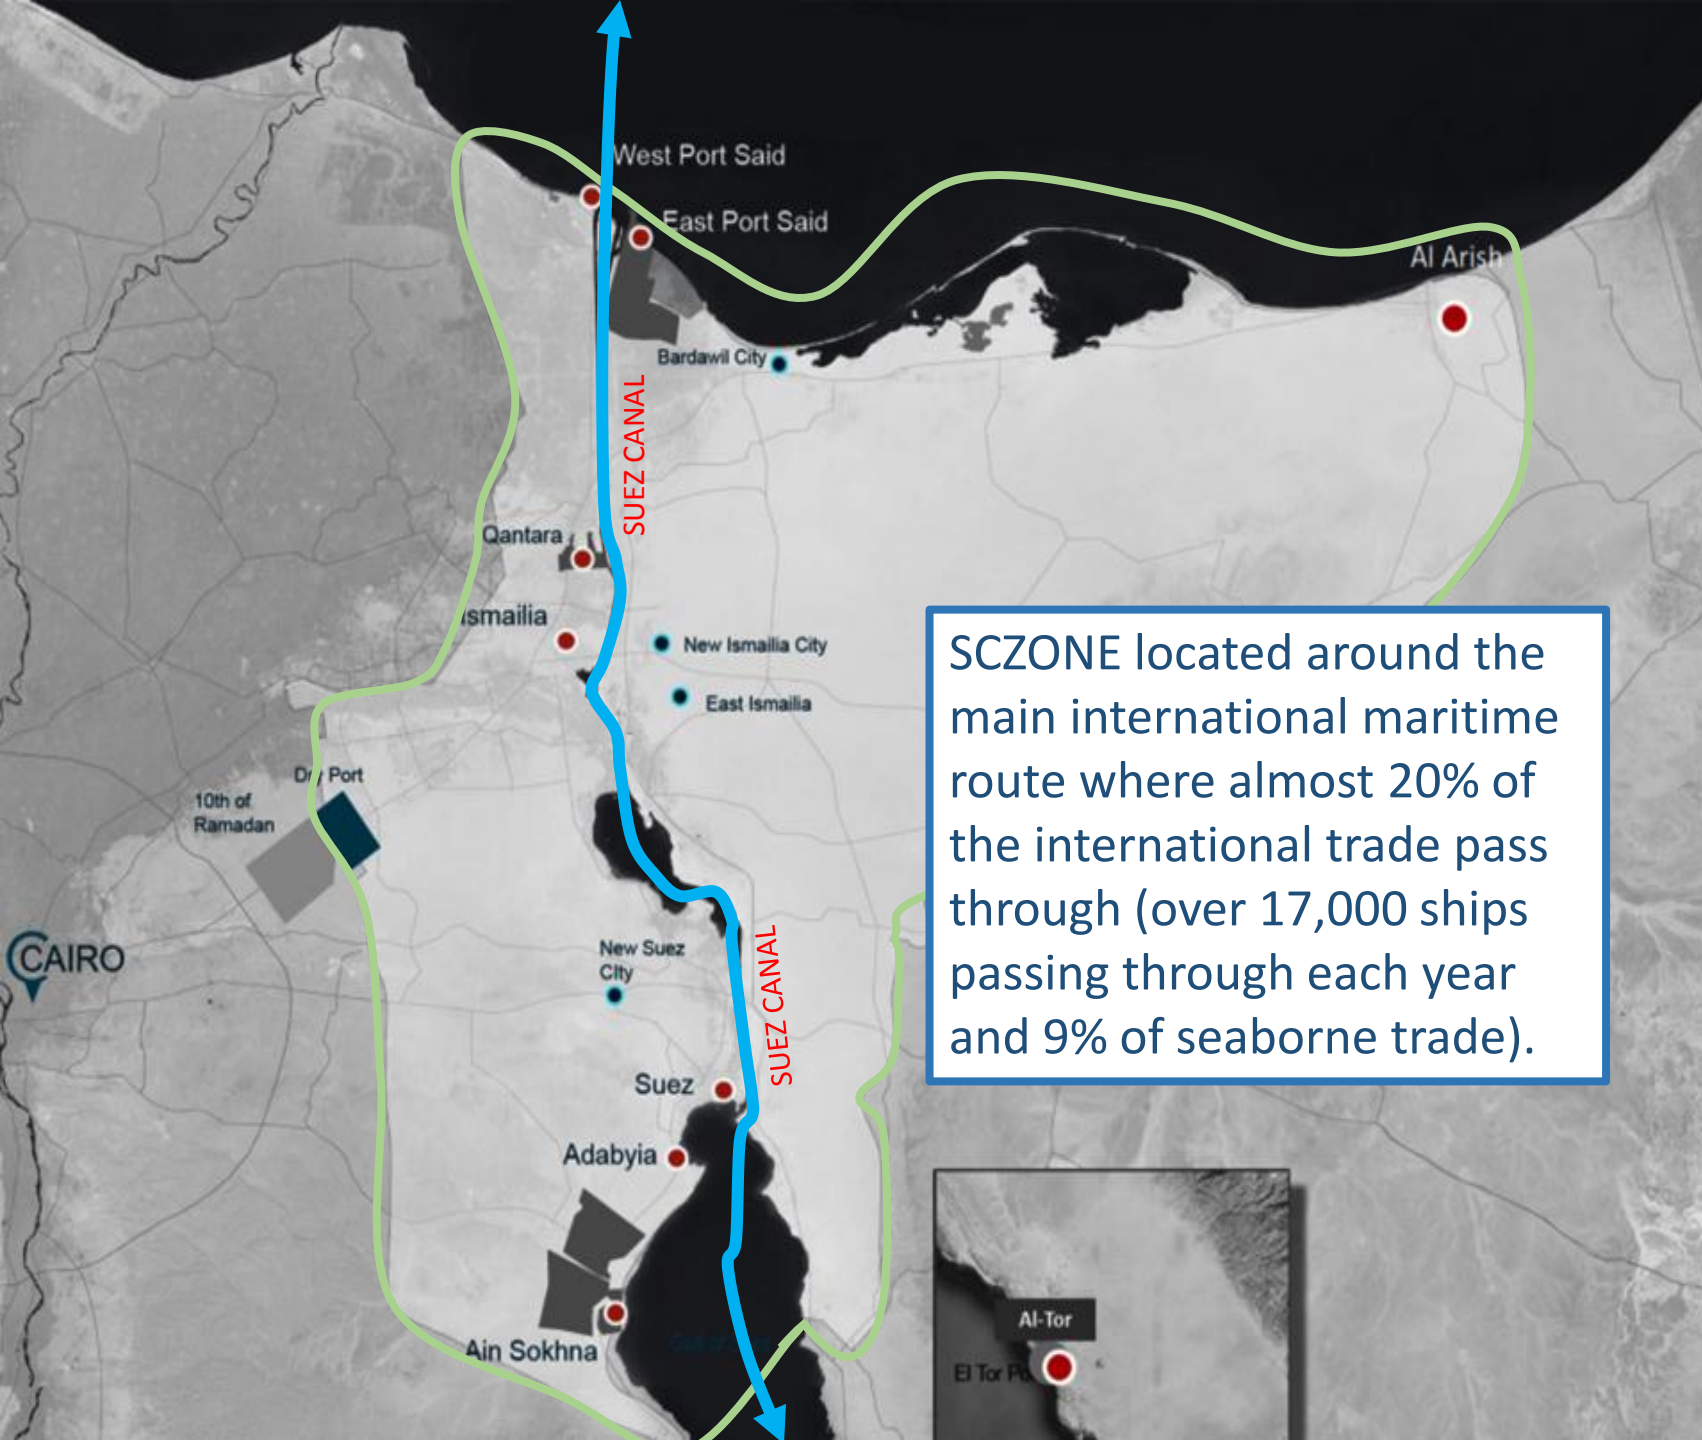 West Port Said
East Port Said
Al Arish
Bardawil City
SUEZ CANAL
Qantara
Ismailia
New Ismailia City
East Ismailia
SCZONE located around the
main international maritime
route where almost 20% of
the international trade pass
through (over 17,000 ships
passing through each year
and 9% of seaborne trade).
Dry Port
10th of
Ramadan
CAIRO
New Suez
City
SUEZ CANAL
Suez
Adabyia
Ain Sokhna
Al-Tor
El Tor